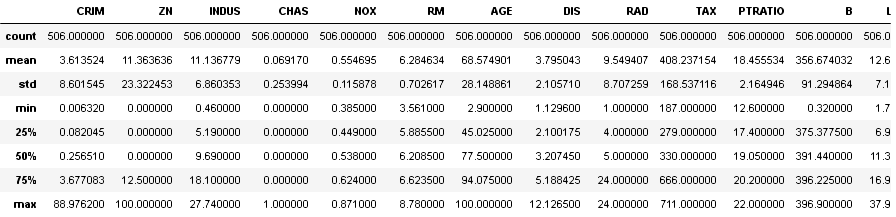 CRIM ZN INDUS CHAS NOX RM AGE DIS RAD TAX PTRATIO B L
count 506.000000 506.000000 506.000000 506.000000 506.000000 506.000000 506.000000 506.000000 506.000000 506.000000 506.000000 506.000000 506.0
mean 3.613524 11.363636 11.136779 0.069170 0.554695 6.284634 68.574901 3.795043 9.549407 408.237154 18.455534 356.674032 12.6
std 8.601545 23.322453 6.860353 0.253994 0.115878 0.702617 28.148861 2.105710 8.707259 168.537116 2.164946 91.294864 7.1
min 0.006320 0.000000 0.460000 0.000000 0.385000 3.561000 2.900000 1.129600 1.000000 187.000000 12.600000 0.320000 1.7
25% 0.082045 0.000000 5.190000 0.000000 0.449000 5.885500 45.025000 2.100175 4.000000 279.000000 17.400000 375.377500 6.9
50% 0.256510 0.000000 9.690000 0.000000 0.538000 6.208500 77.500000 3.207450 5.000000 330.000000 19.050000 391.440000 11.3
75% 3.677083 12.500000 18.100000 0.000000 0.624000 6.623500 94.075000 5.188425 24.000000 666.000000 20.200000 396.225000 16.9
max 88.976200 100.000000 27.740000 1.000000 0.871000 8.780000 100.000000 12.126500 24.000000 711.000000 22.000000 396.900000 37.9